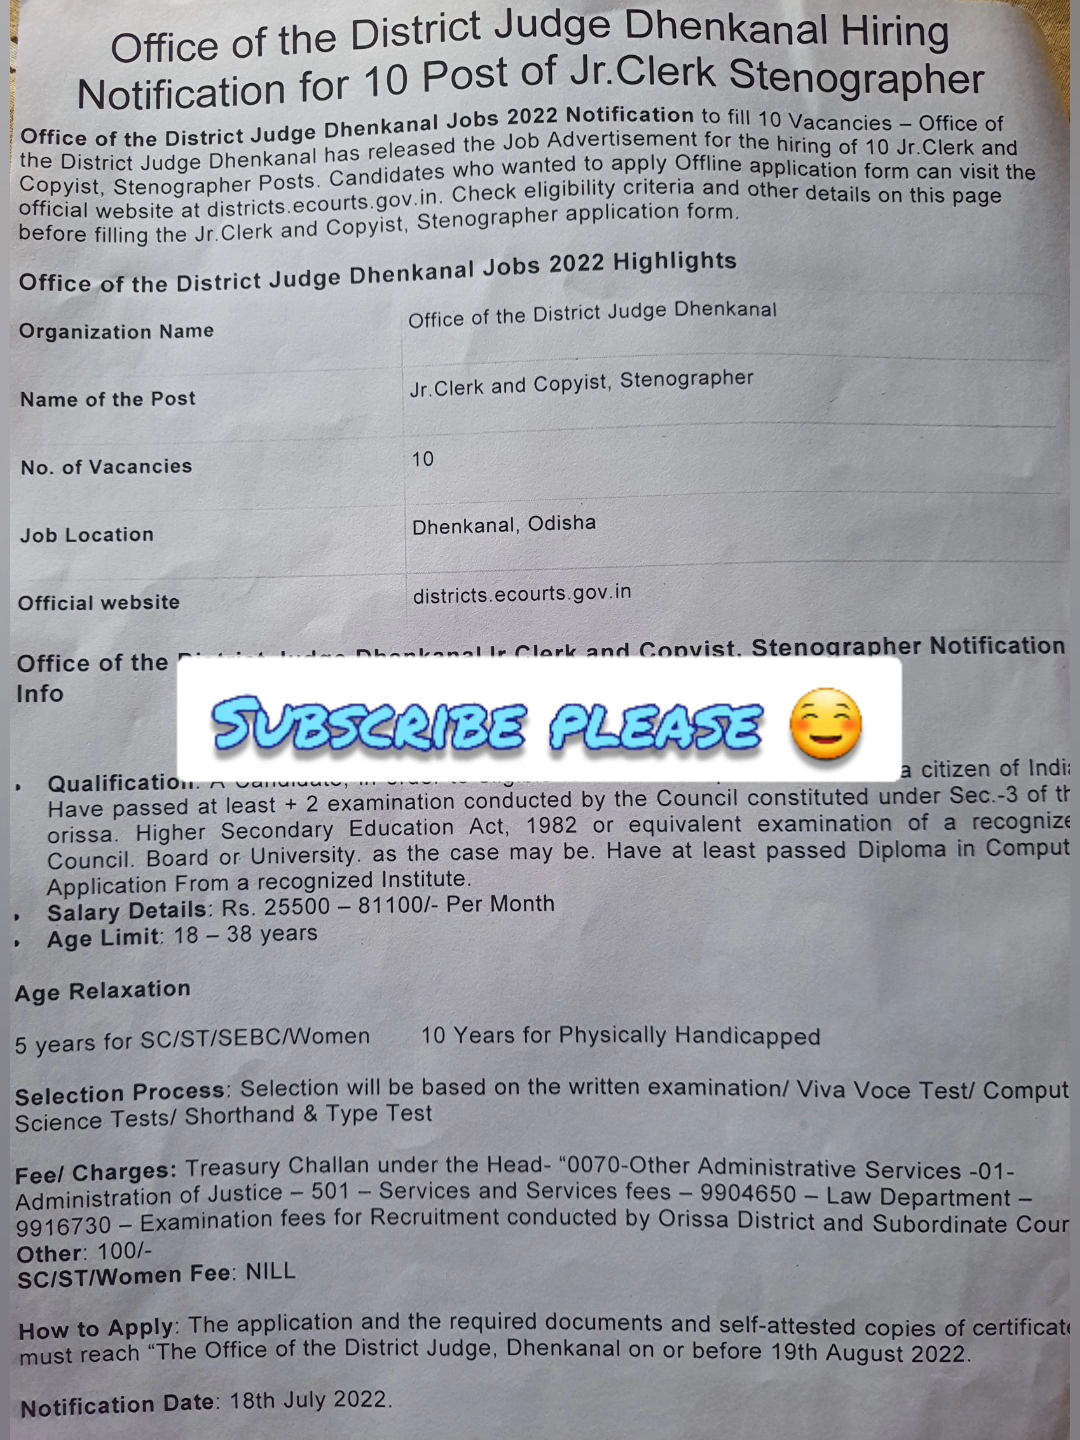 Office of the District Judge Dhenkanal Hiring
Notification for 10 Post of Jr.Clerk Stenographer
Office of the District Judge Dhenkanal Jobs 2022 Notification to fill 10 Vacancies – Office of
the District Judge Dhenkanal has released the Job Advertisement for the hiring of 10 Jr.Clerk and
Copyist, Stenographer Posts. Candidates who wanted to apply Offline application form can visit the
official website at districts.ecourts.gov.in. Check eligibility criteria and other details on this page
before filling the Jr.Clerk and Copyist, Stenographer application form.
Office of the District Judge Dhenkanal Jobs 2022 Highlights
Organization Name Office of the District Judge Dhenkanal
Name of the Post Jr.Clerk and Copyist, Stenographer
No. of Vacancies 10
Job Location Dhenkanal, Odisha
Official website districts.ecourts.gov.in
Office of the District Judge Dhenkanal Jr.Clerk and Copyist, Stenographer Notification
Info
SUBSCRIBE PLEASE 😊
Qualification: A Candidate, in order to a citizen of
Have passed at least + 2 examination conducted by the Council constituted under Sec.-3 of
orissa. Higher Secondary Education Act, 1982 or equivalent examination of a
Council. Board or University. as the case may be. Have at least passed Diploma in
Application From a recognized Institute.
Salary Details: Rs. 25500 – 81100/- Per Month
Age Limit: 18 – 38 years
Age Relaxation
5 years for SC/ST/SEBC/Women 10 Years for Physically Handicapped
Selection Process: Selection will be based on the written examination/ Viva Voce Test/
Science Tests/ Shorthand & Type Test
Fee/ Charges: Treasury Challan under the Head- “0070-Other Administrative Services -01-
Administration of Justice – 501 – Services and Services fees – 9904650 – Law Department –
9916730 – Examination fees for Recruitment conducted by Orissa District and Subordinate
Other: 100/-
SC/ST/Women Fee: NILL
How to Apply: The application and the required documents and self-attested copies of
must reach “The Office of the District Judge, Dhenkanal on or before 19th August 2022.
Notification Date: 18th July 2022.